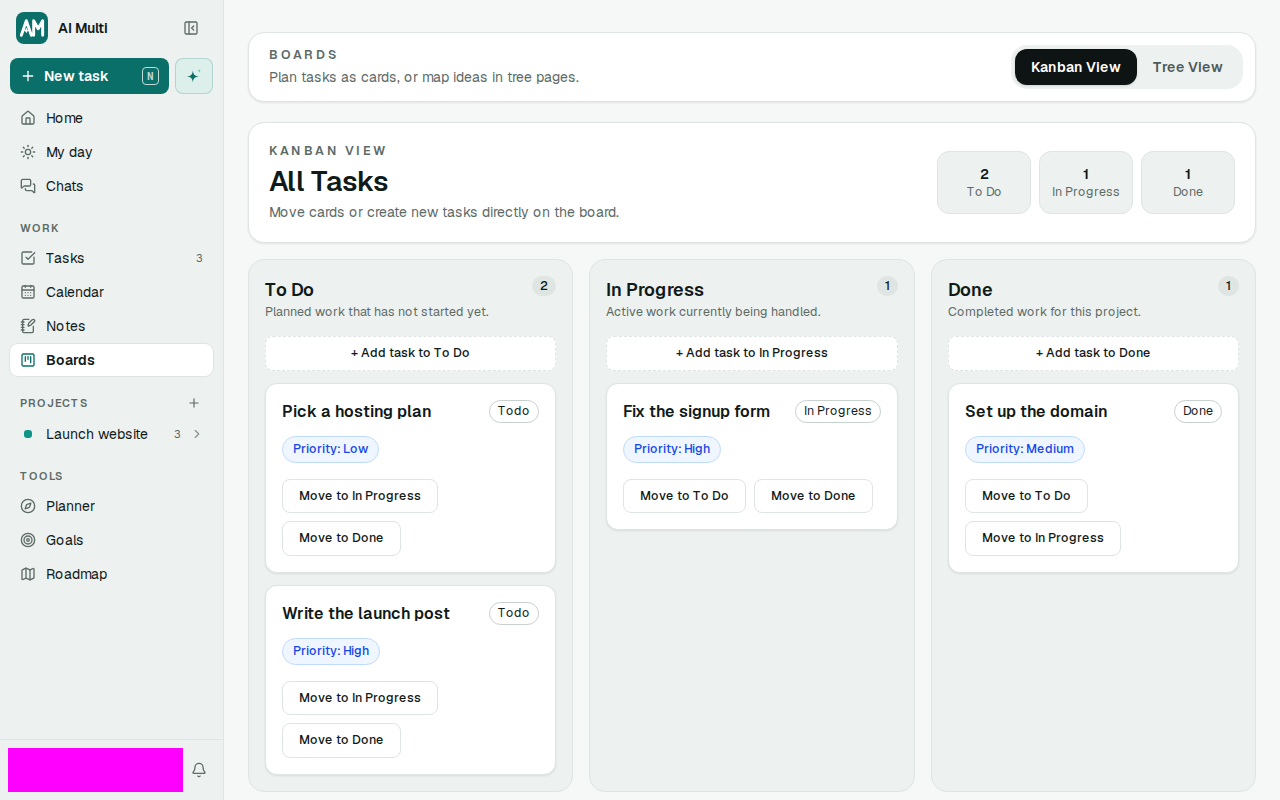 AM AI Multi
+ New task N
Home
My day
Chats
WORK
Tasks 3
Calendar
Notes
Boards
PROJECTS
Launch website 3
TOOLS
Planner
Goals
Roadmap
BOARDS
Plan tasks as cards, or map ideas in tree pages.
Kanban View Tree View
KANBAN VIEW
All Tasks
Move cards or create new tasks directly on the board.
2
To Do
1
In Progress
1
Done
To Do 2
Planned work that has not started yet.
+ Add task to To Do
Pick a hosting plan Todo
Priority: Low
Move to In Progress
Move to Done
Write the launch post Todo
Priority: High
Move to In Progress
Move to Done
In Progress 1
Active work currently being handled.
+ Add task to In Progress
Fix the signup form In Progress
Priority: High
Move to To Do Move to Done
Done 1
Completed work for this project.
+ Add task to Done
Set up the domain Done
Priority: Medium
Move to To Do
Move to In Progress